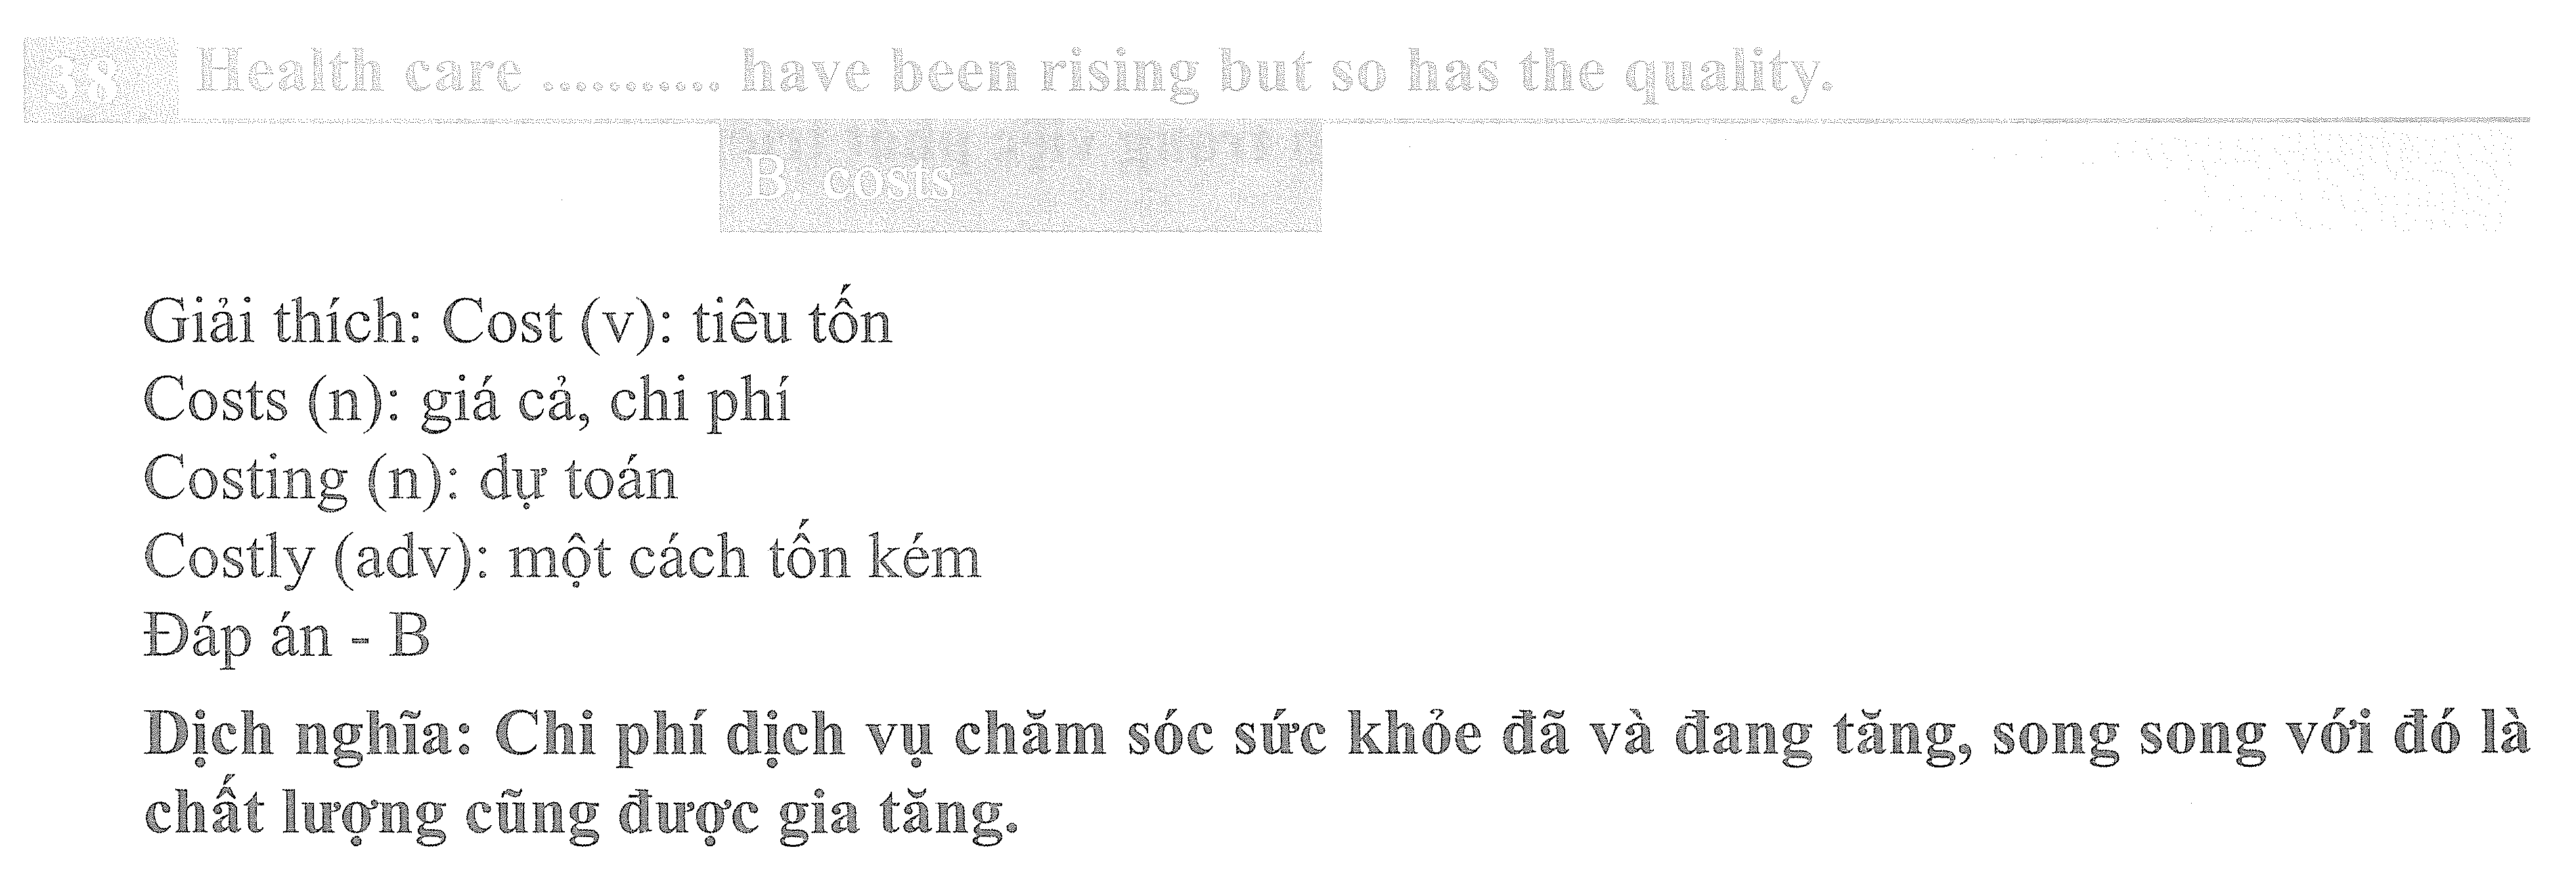 38 Health care ........... have been rising but so has the quality.
B. costs
Giải thích: Cost (v): tiêu tốn
Costs (n): giá cả, chi phí
Costing (n): dự toán
Costly (adv): một cách tốn kém
Đáp án - B
Dịch nghĩa: Chi phí dịch vụ chăm sóc sức khỏe đã và đang tăng, song song với đó là
chất lượng cũng được gia tăng.